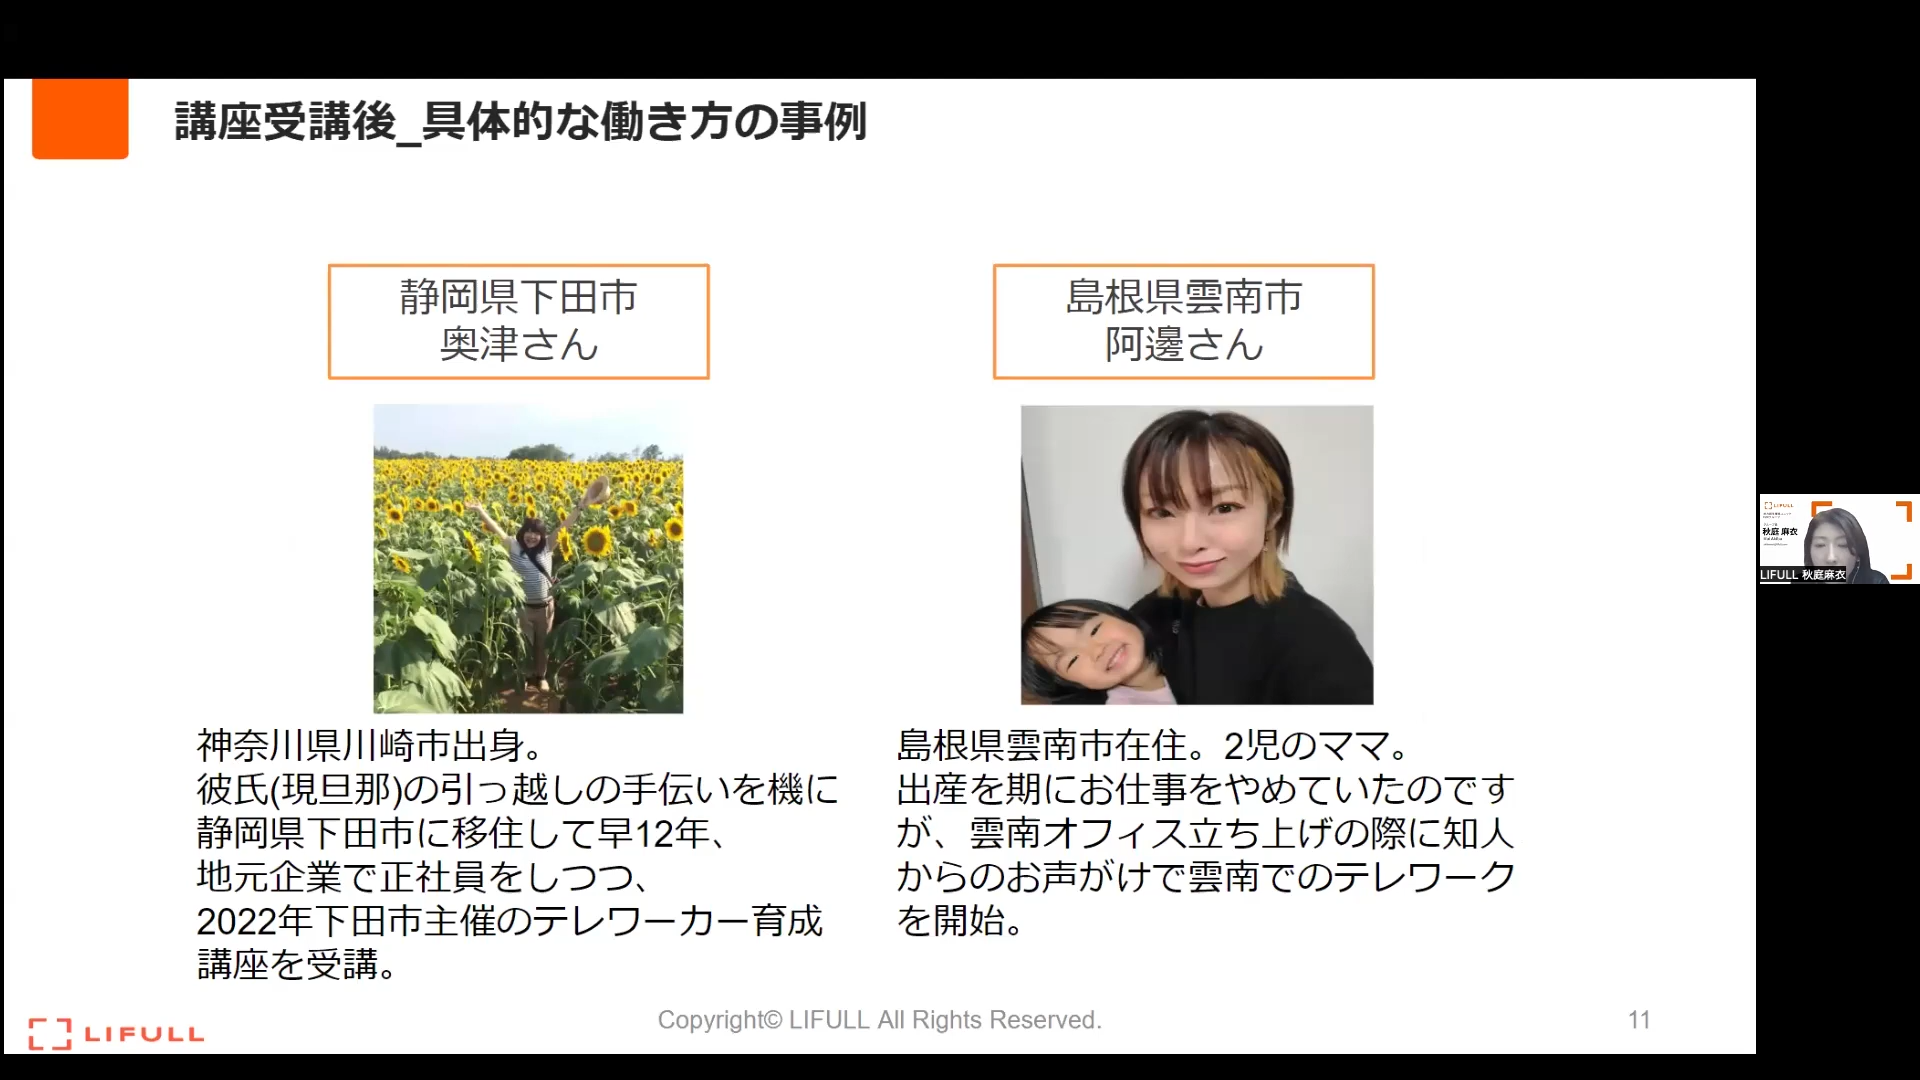 講座受講後_具体的な働き方の事例
静岡県下田市
奥津さん
島根県雲南市
阿邊さん
神奈川県川崎市出身。
彼氏(現旦那)の引っ越しの手伝いを機に
静岡県下田市に移住して早12年、
地元企業で正社員をしつつ、
2022年下田市主催のテレワーカー育成
講座を受講。
島根県雲南市在住。2児のママ。
出産を期にお仕事をやめていたのです
が、雲南オフィス立ち上げの際に知人
からのお声がけで雲南でのテレワーク
を開始。
LIFULL
Copyright© LIFULL All Rights Reserved.
11
LIFULL
秋庭 麻衣
LIFULL 秋庭麻衣